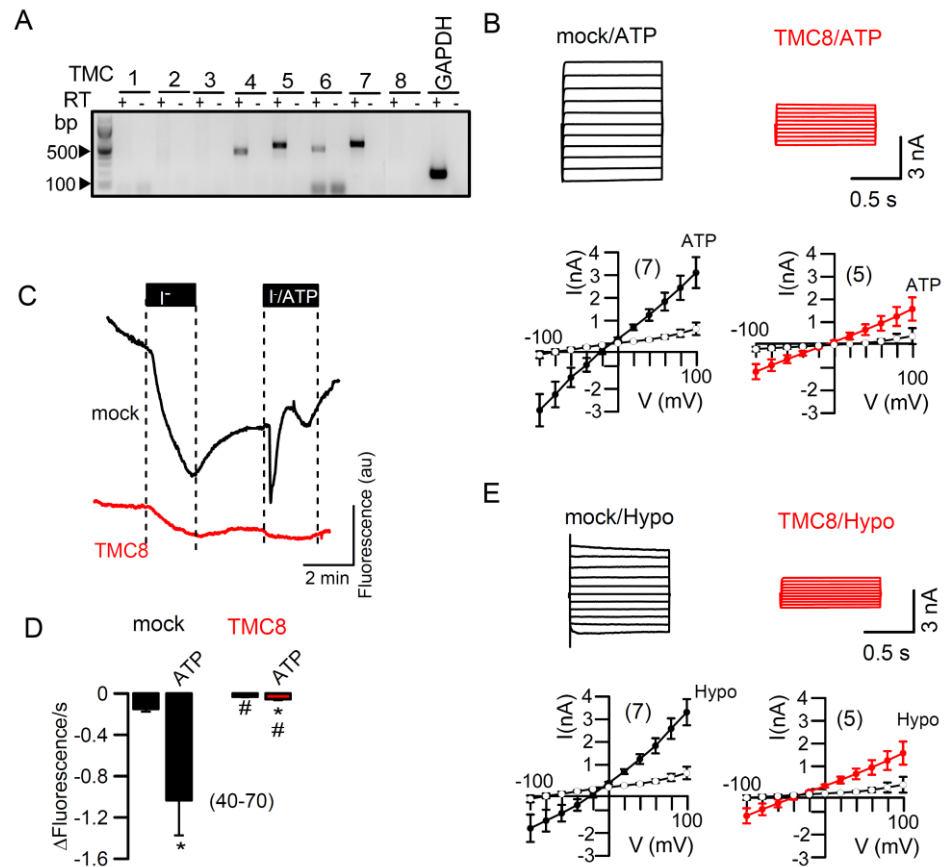 A
TMC 1 2 3 4 5 6 7 8 GAPDH
RT + - + - + - + - + - + - + - + - + -
bp
500
100
B
mock/ATP TMC8/ATP
3 nA
0.5 s
4 I(nA) (7) ATP
3
2
1
-100
-1
-2
-3
100
V (mV)
4 I(nA) (5) ATP
3
2
1
-100
-1
-2
-3
100
V (mV)
C
I- I-/ATP
mock
TMC8
Fluorescence (au)
2 min
D
mock TMC8
ATP ATP
0
-0.4
-0.8
-1.2
-1.6
ΔFluorescence/s
* # * #
(40-70)
E
mock/Hypo TMC8/Hypo
3 nA
0.5 s
4 I(nA) (7) Hypo
3
2
1
-100
-2
-3
100
V (mV)
4 I(nA) (5) Hypo
3
2
1
-100
-2
-3
100
V (mV)